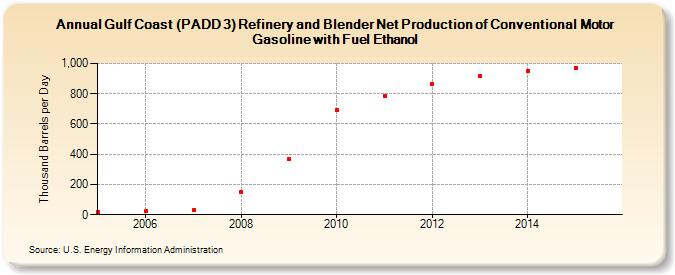 Annual Gulf Coast (PADD 3) Refinery and Blender Net Production of Conventional Motor
Gasoline with Fuel Ethanol
Thousand Barrels per Day
1,000
800
600
400
200
0
2006 2008 2010 2012 2014
Source: U.S. Energy Information Administration